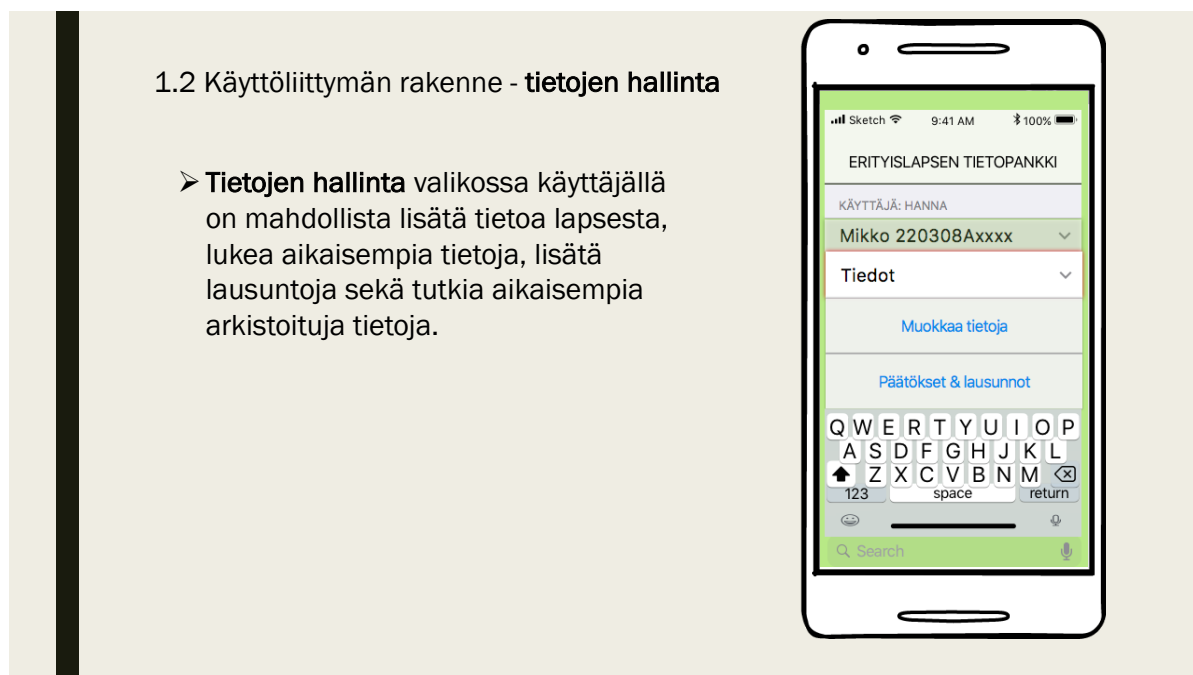 1.2 Käyttöliittymän rakenne - tietojen hallinta
➢ Tietojen hallinta valikossa käyttäjällä
on mahdollista lisätä tietoa lapsesta,
lukea aikaisempia tietoja, lisätä
lausuntoja sekä tutkia aikaisempia
arkistoituja tietoja.
Sketch 9:41 AM 100%
ERITYISLAPSEN TIETOPANKKI
KÄYTTÄJÄ: HANNA
Mikko 220308Axxxx
Tiedot
Muokkaa tietoja
Päätökset & lausunnot
Q W E R T Y U I O P
A S D F G H J K L
Z X C V B N M
123 space return
Search